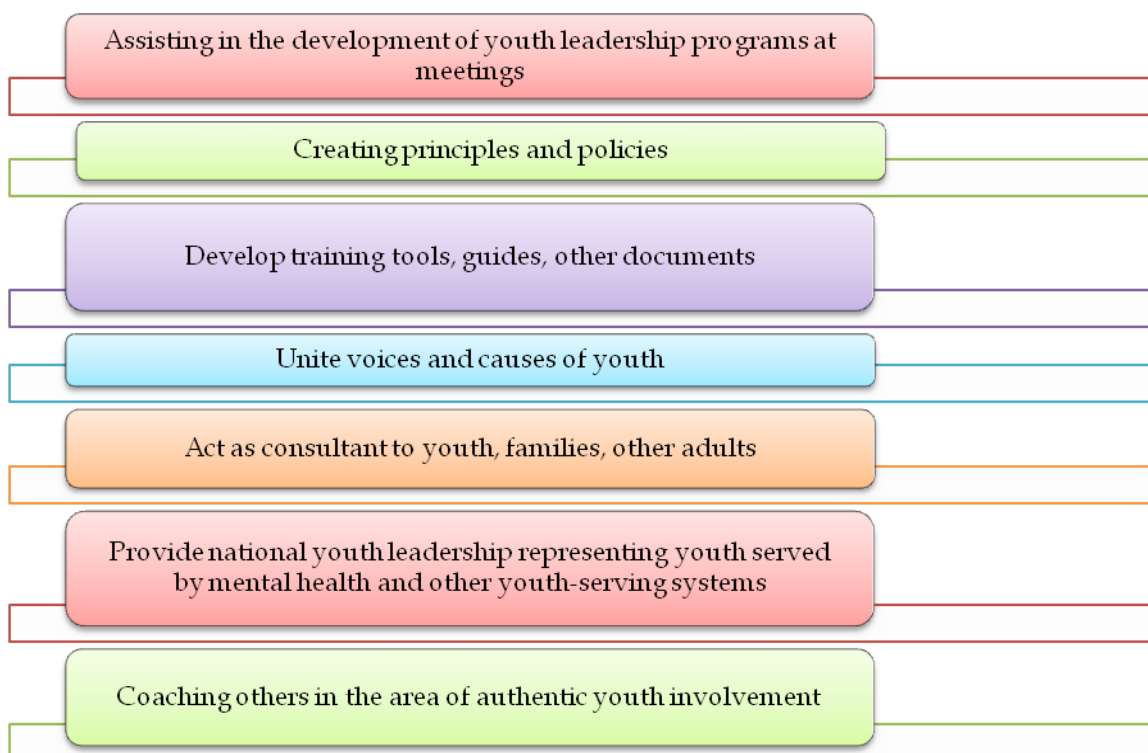 Assisting in the development of youth leadership programs at
meetings
Creating principles and policies
Develop training tools, guides, other documents
Unite voices and causes of youth
Act as consultant to youth, families, other adults
Provide national youth leadership representing youth served
by mental health and other youth-serving systems
Coaching others in the area of authentic youth involvement